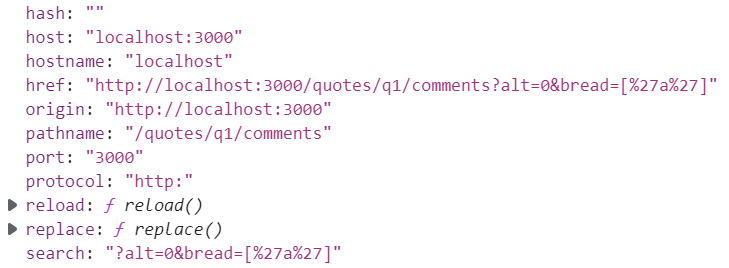 hash: ""
host: "localhost:3000"
hostname: "localhost"
href: "http://localhost:3000/quotes/q1/comments?alt=0&bread=[%27a%27]"
origin: "http://localhost:3000"
pathname: "/quotes/q1/comments"
port: "3000"
protocol: "http:"
reload: ƒ reload()
replace: ƒ replace()
search: "?alt=0&bread=[%27a%27]"